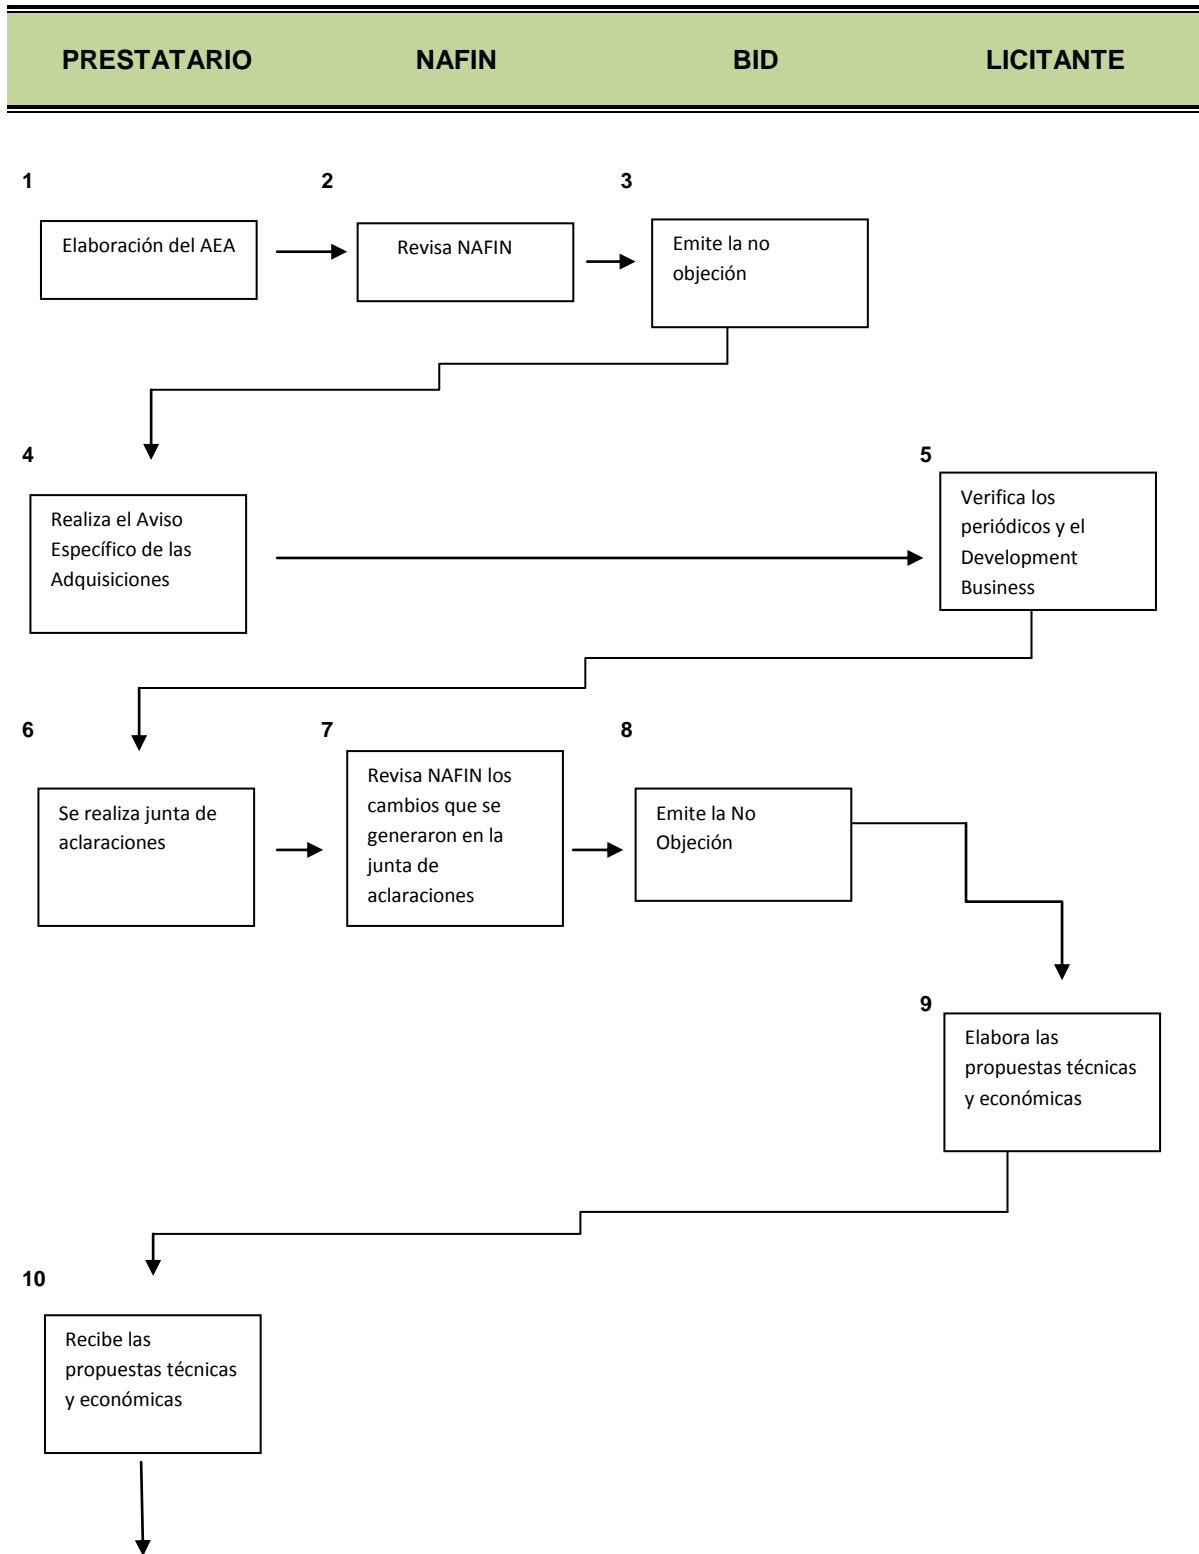 PRESTATARIO NAFIN BID LICITANTE
1
Elaboración del AEA
2
Revisa NAFIN
3
Emite la no
objeción
4
Realiza el Aviso
Específico de las
Adquisiciones
5
Verifica los
periódicos y el
Development
Business
6
Se realiza junta de
aclaraciones
7
Revisa NAFIN los
cambios que se
generaron en la
junta de
aclaraciones
8
Emite la No
Objeción
9
Elabora las
propuestas técnicas
y económicas
10
Recibe las
propuestas técnicas
y económicas